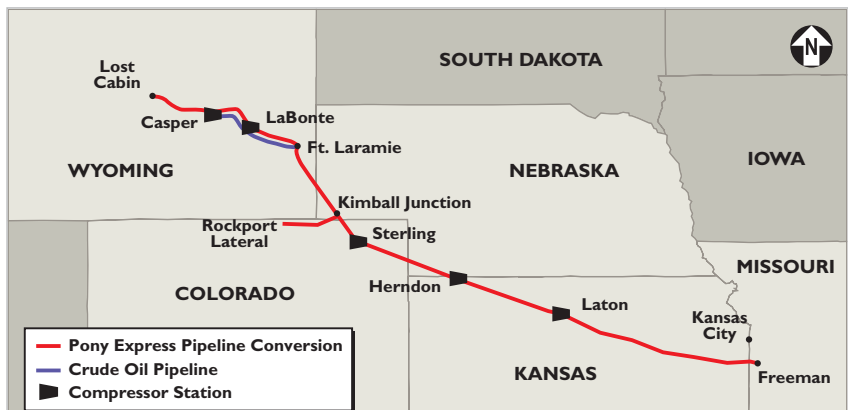 SOUTH DAKOTA
N
Lost
Cabin
Casper
LaBonte
Ft. Laramie
WYOMING
NEBRASKA
IOWA
Kimball Junction
Rockport
Lateral
Sterling
MISSOURI
Herndon
COLORADO
Laton
Kansas
City
Pony Express Pipeline Conversion
Crude Oil Pipeline
Compressor Station
KANSAS
Freeman